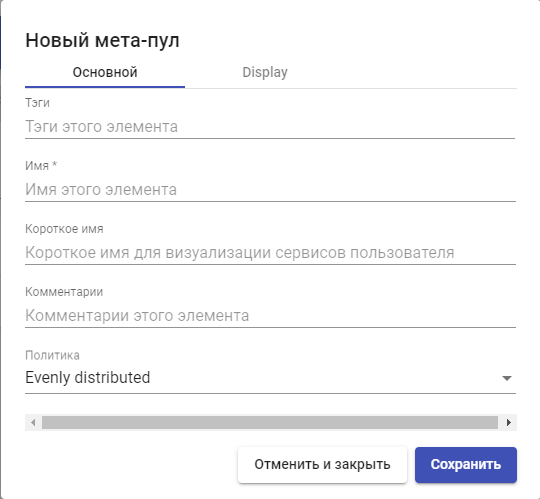 Новый мета-пул
Основной Display
Тэги
Тэги этого элемента
Имя *
Имя этого элемента
Короткое имя
Короткое имя для визуализации сервисов пользователя
Комментарии
Комментарии этого элемента
Политика
Evenly distributed
Отменить и закрыть Сохранить